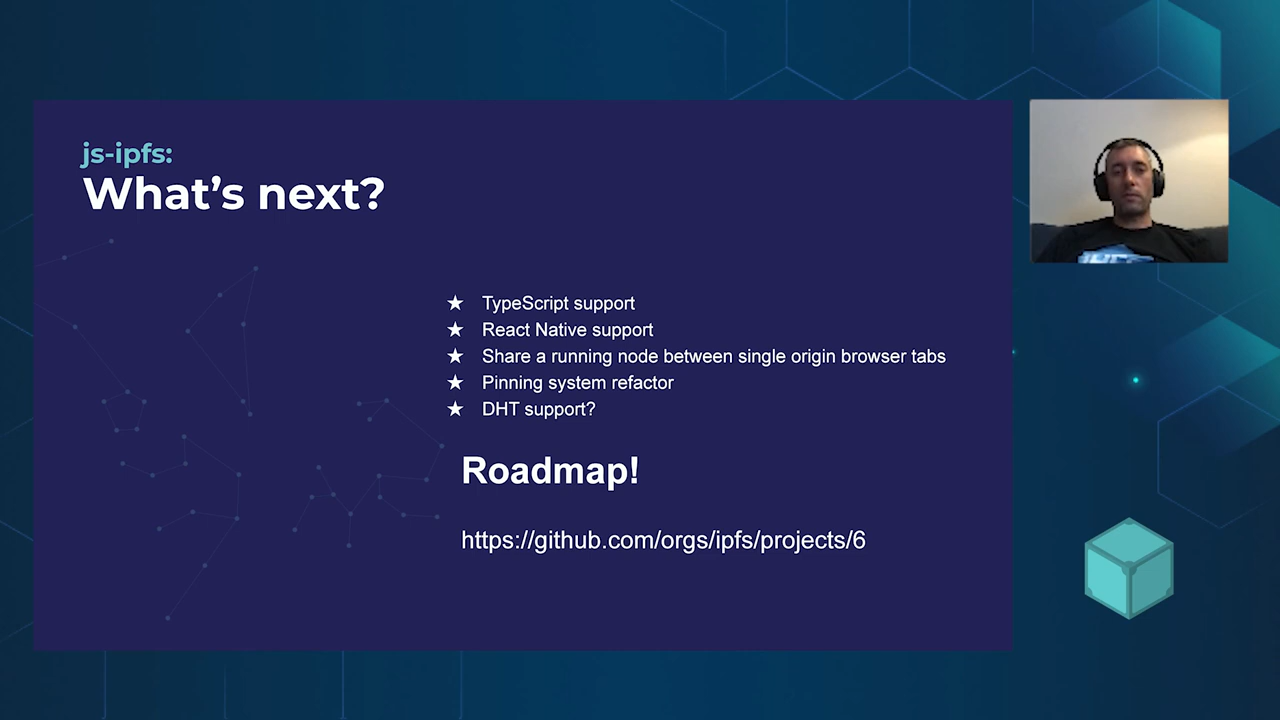 js-ipfs:
What's next?
★ TypeScript support
★ React Native support
★ Share a running node between single origin browser tabs
★ Pinning system refactor
★ DHT support?
Roadmap!
https://github.com/orgs/ipfs/projects/6